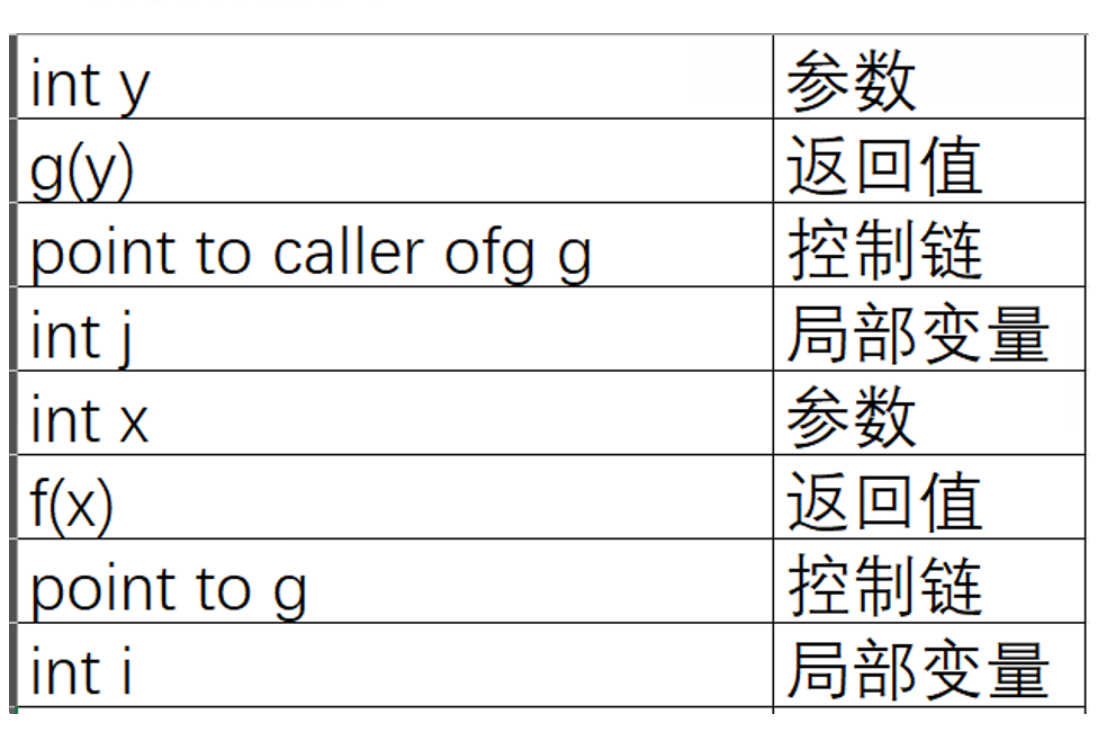 int y 参数
g(y) 返回值
point to caller ofg g 控制链
int j 局部变量
int x 参数
f(x) 返回值
point to g 控制链
int i 局部变量